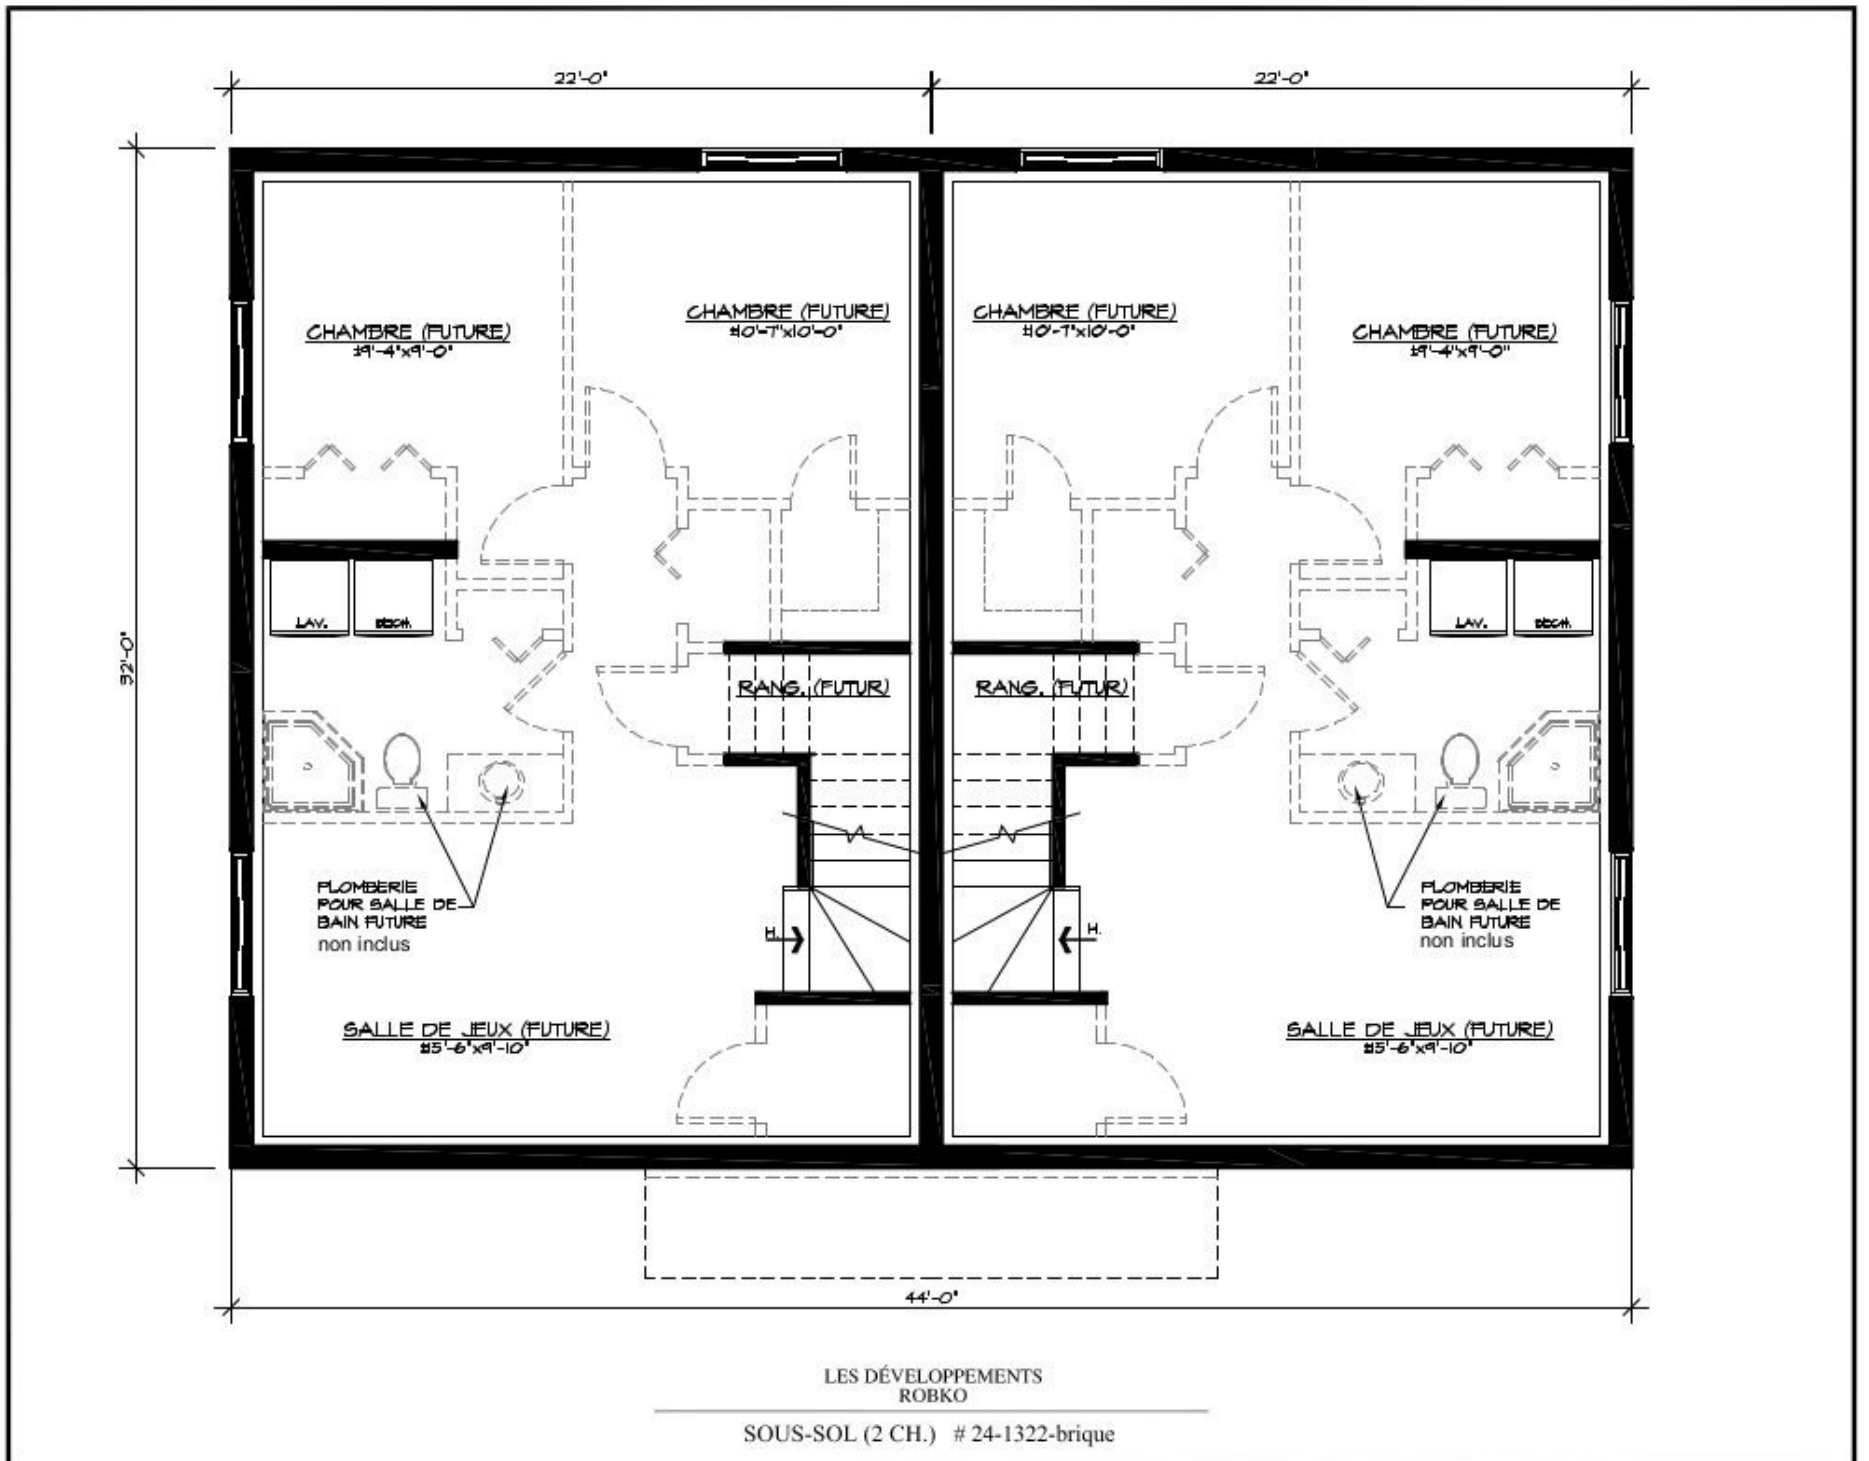 22'-0"
22'-0"
32'-0"
CHAMBRE (FUTURE)
±9'-4"x9'-0"
CHAMBRE (FUTURE)
±10'-7"x10'-0"
CHAMBRE (FUTURE)
±10'-7"x10'-0"
CHAMBRE (FUTURE)
±9'-4"x9'-0"
LAV.
SECH.
LAV.
SECH.
RANG. (FUTUR)
RANG. (FUTUR)
PLOMBERIE
POUR SALLE DE
BAIN FUTURE
non inclus
H.
H.
PLOMBERIE
POUR SALLE DE
BAIN FUTURE
non inclus
SALLE DE JEUX (FUTURE)
±15'-6"x9'-10"
SALLE DE JEUX (FUTURE)
±15'-6"x9'-10"
44'-0"
LES DÉVELOPPEMENTS
ROBKO
SOUS-SOL (2 CH.) # 24-1322-brique